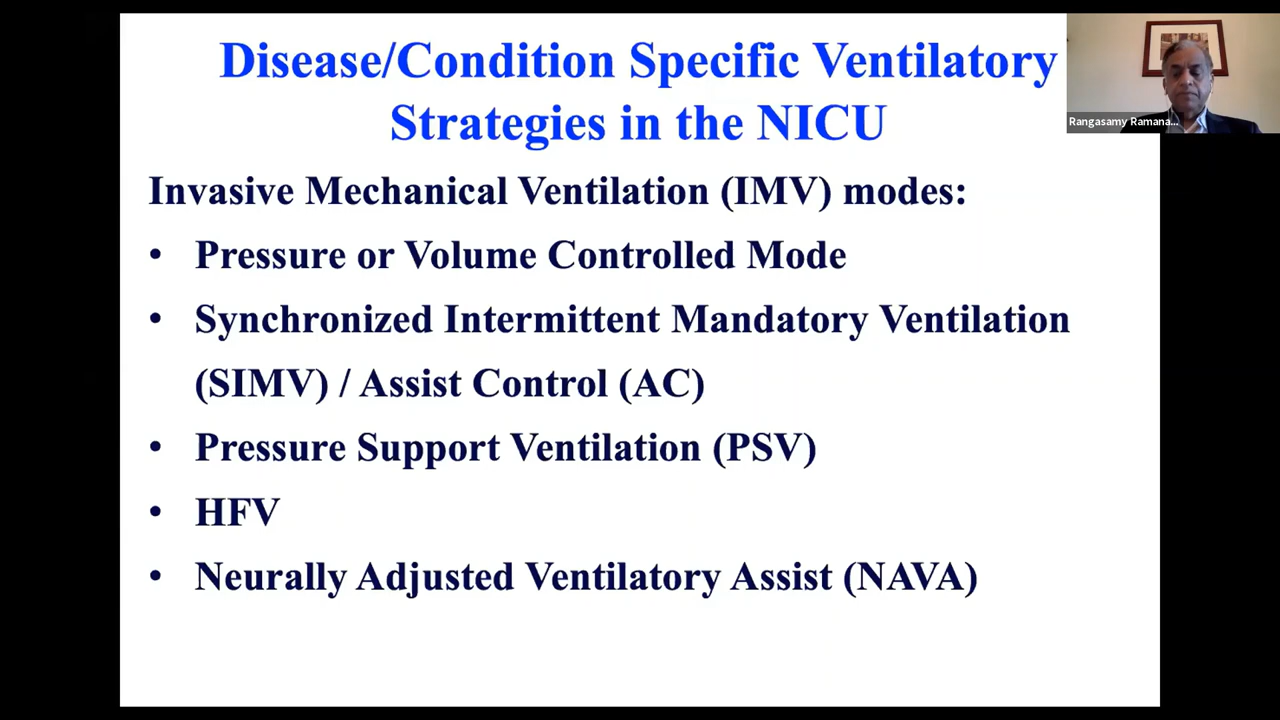 Disease/Condition Specific Ventilatory
Strategies in the NICU
Rangasamy Ramana...
Invasive Mechanical Ventilation (IMV) modes:
• Pressure or Volume Controlled Mode
• Synchronized Intermittent Mandatory Ventilation
(SIMV) / Assist Control (AC)
• Pressure Support Ventilation (PSV)
• HFV
• Neurally Adjusted Ventilatory Assist (NAVA)